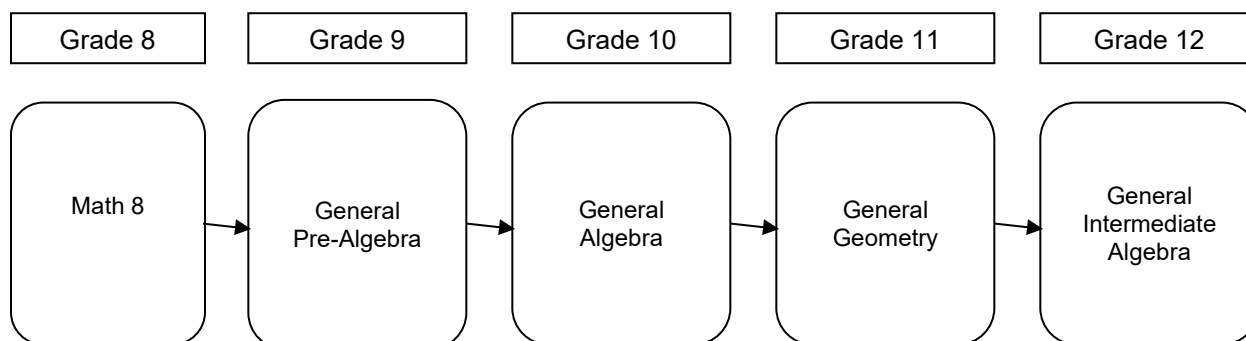 Grade 8
Grade 9
Grade 10
Grade 11
Grade 12
Math 8
General
Pre-Algebra
General
Algebra
General
Geometry
General
Intermediate
Algebra